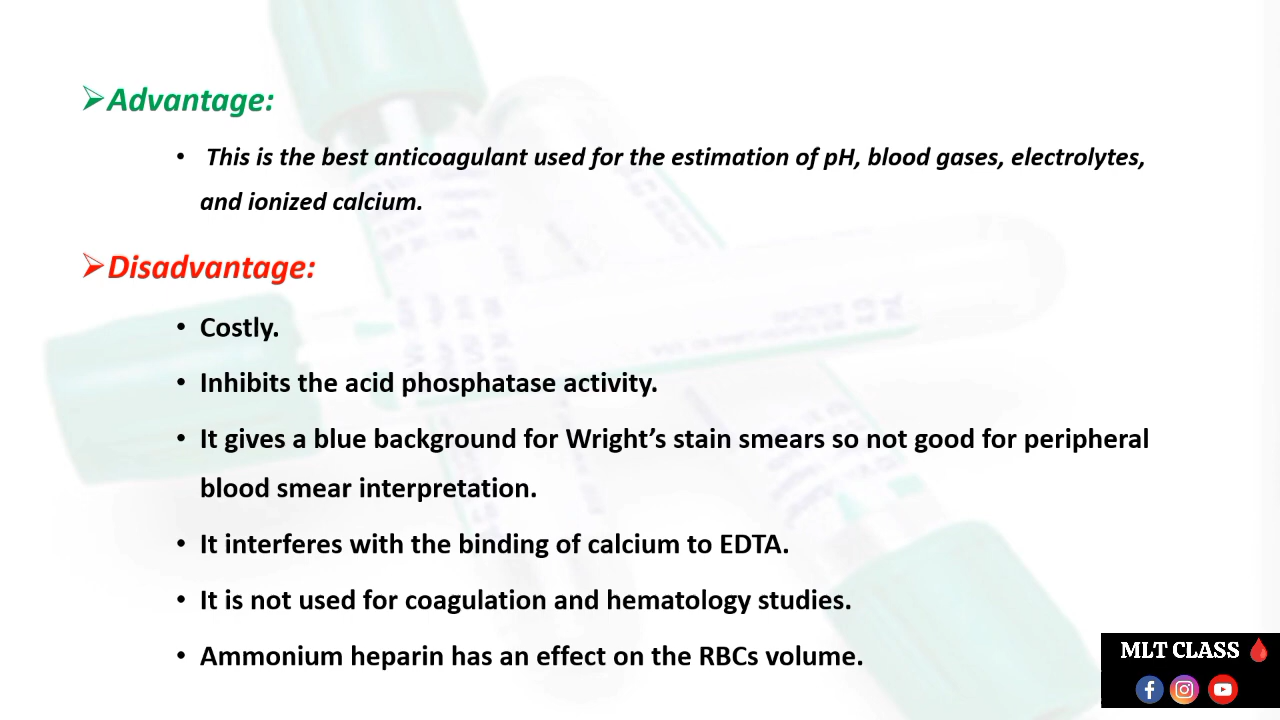 ➢Advantage:
• This is the best anticoagulant used for the estimation of pH, blood gases, electrolytes,
and ionized calcium.
➢Disadvantage:
• Costly.
• Inhibits the acid phosphatase activity.
• It gives a blue background for Wright’s stain smears so not good for peripheral
blood smear interpretation.
• It interferes with the binding of calcium to EDTA.
• It is not used for coagulation and hematology studies.
• Ammonium heparin has an effect on the RBCs volume.
MLT CLASS